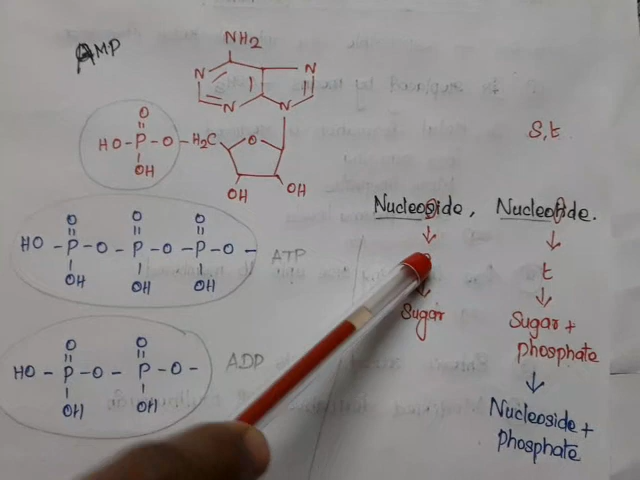 AMP
NH2
N
N
N
N
O
HO-P-O-H2C
OH
O
OH
OH
S,t
Nucleoside, Nucleotide.
t
Sugar
Sugar +
phosphate
Nucleoside +
phosphate
O O O
HO-P-O-P-O-P-O-
OH OH OH
ATP
O O
HO-P-O-P-O-
OH OH
ADP